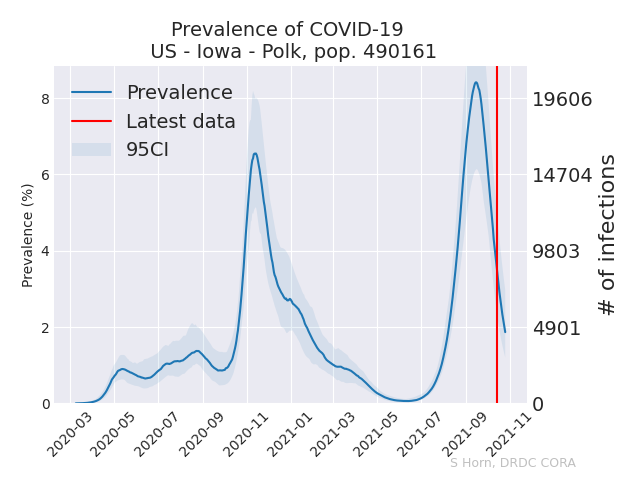 Prevalence of COVID-19
US - Iowa - Polk, pop. 490161
Prevalence
Latest data
95CI
Prevalence (%)
8
6
4
2
0
19606
14704
9803
4901
0
# of infections
2020-03
2020-05
2020-07
2020-09
2020-11
2021-01
2021-03
2021-05
2021-07
2021-09
2021-11
S Horn, DRDC CORA